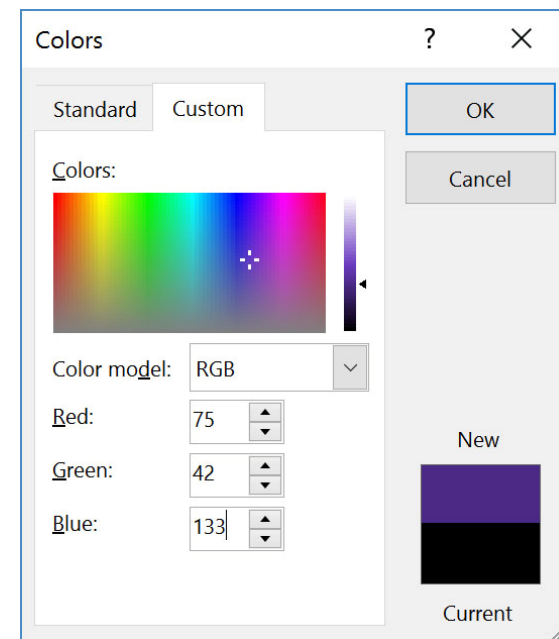 Colors ?
Standard Custom OK
Colors: Cancel
Color model: RGB
Red: 75
Green: 42
Blue: 133
New
Current